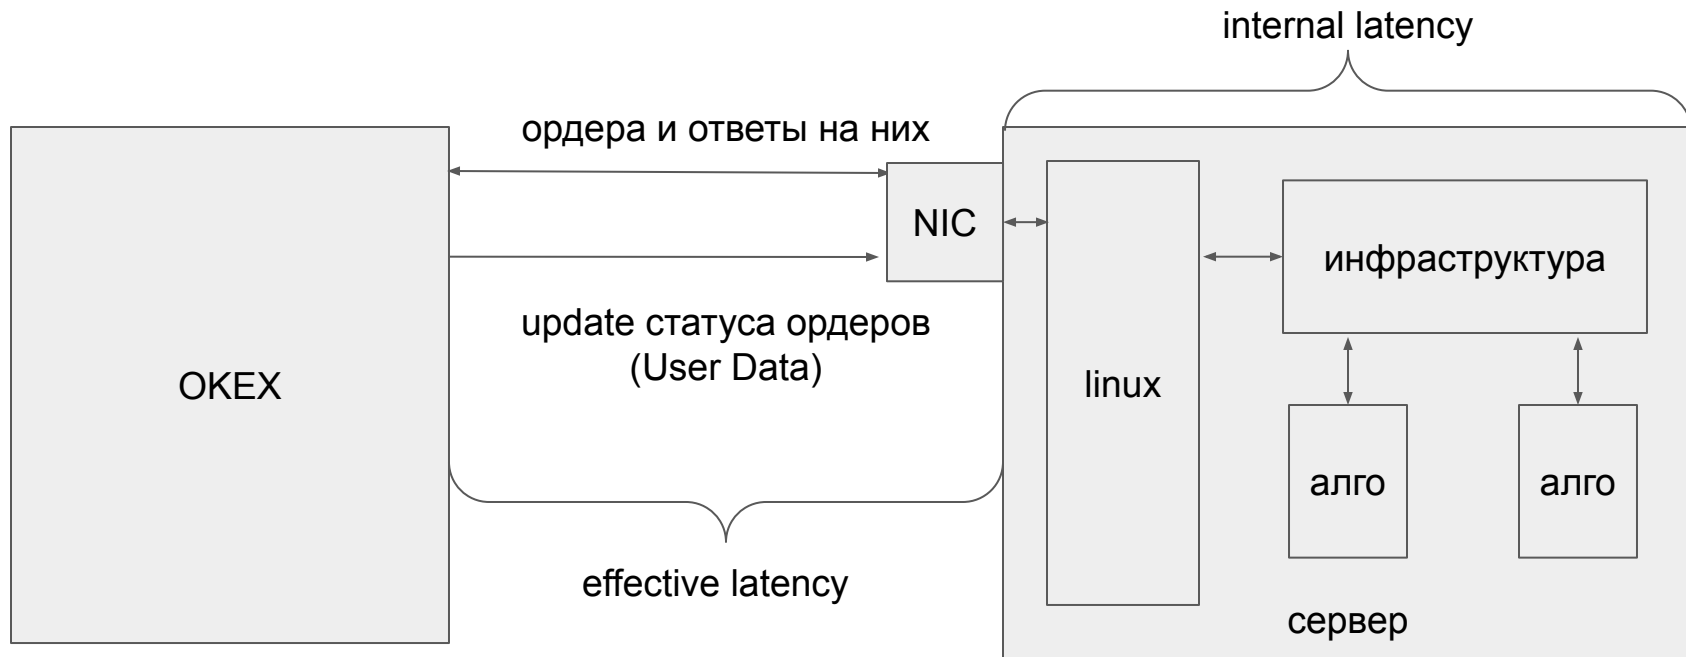 internal latency
ордера и ответы на них
NIC
инфраструктура
update статуса ордеров
(User Data)
OKEX
linux
алго
алго
effective latency
сервер